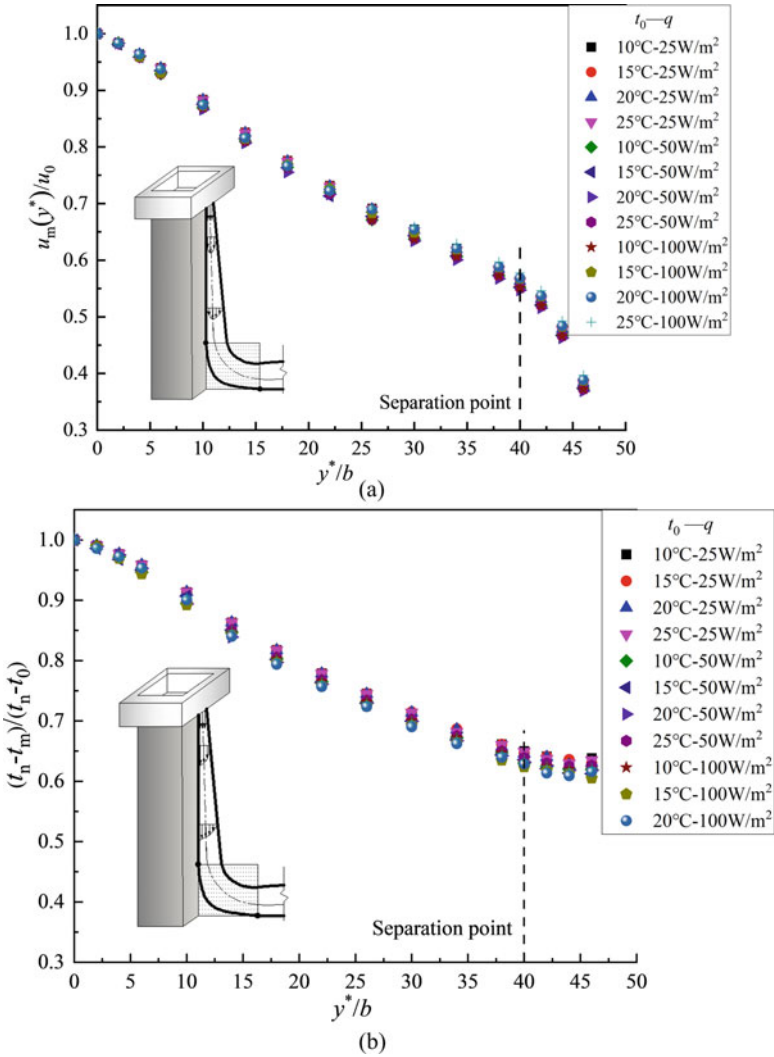 t₀—q
10°C-25W/m²
15°C-25W/m²
20°C-25W/m²
25°C-25W/m²
10°C-50W/m²
15°C-50W/m²
20°C-50W/m²
25°C-50W/m²
10°C-100W/m²
15°C-100W/m²
20°C-100W/m²
25°C-100W/m²
1.0
0.9
0.8
0.7
0.6
0.5
0.4
0.3
uₘ(y*)/u₀
Separation point
0 5 10 15 20 25 30 35 40 45 50
y*/b
(a)
t₀—q
10°C-25W/m²
15°C-25W/m²
20°C-25W/m²
25°C-25W/m²
10°C-50W/m²
15°C-50W/m²
20°C-50W/m²
25°C-50W/m²
10°C-100W/m²
15°C-100W/m²
20°C-100W/m²
1.0
0.9
0.8
0.7
0.6
0.5
0.4
0.3
(tₙ-tₘ)/(tₙ-t₀)
Separation point
0 5 10 15 20 25 30 35 40 45 50
y*/b
(b)